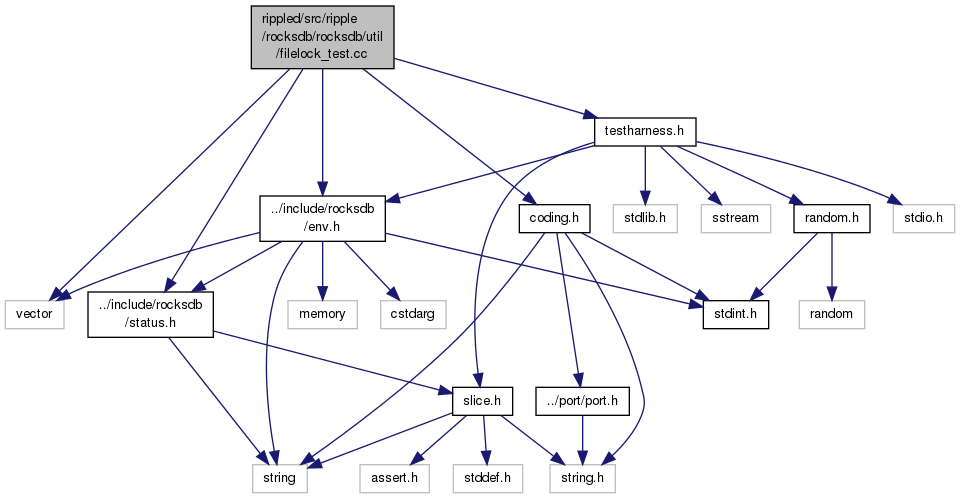 rippled/src/ripple
/rocksdb/rocksdb/util
/filelock_test.cc
testharness.h
../include/rocksdb
/env.h
coding.h
stdlib.h
sstream
random.h
stdio.h
vector
../include/rocksdb
/status.h
memory
cstdarg
stdint.h
random
slice.h
../port/port.h
string
assert.h
stddef.h
string.h